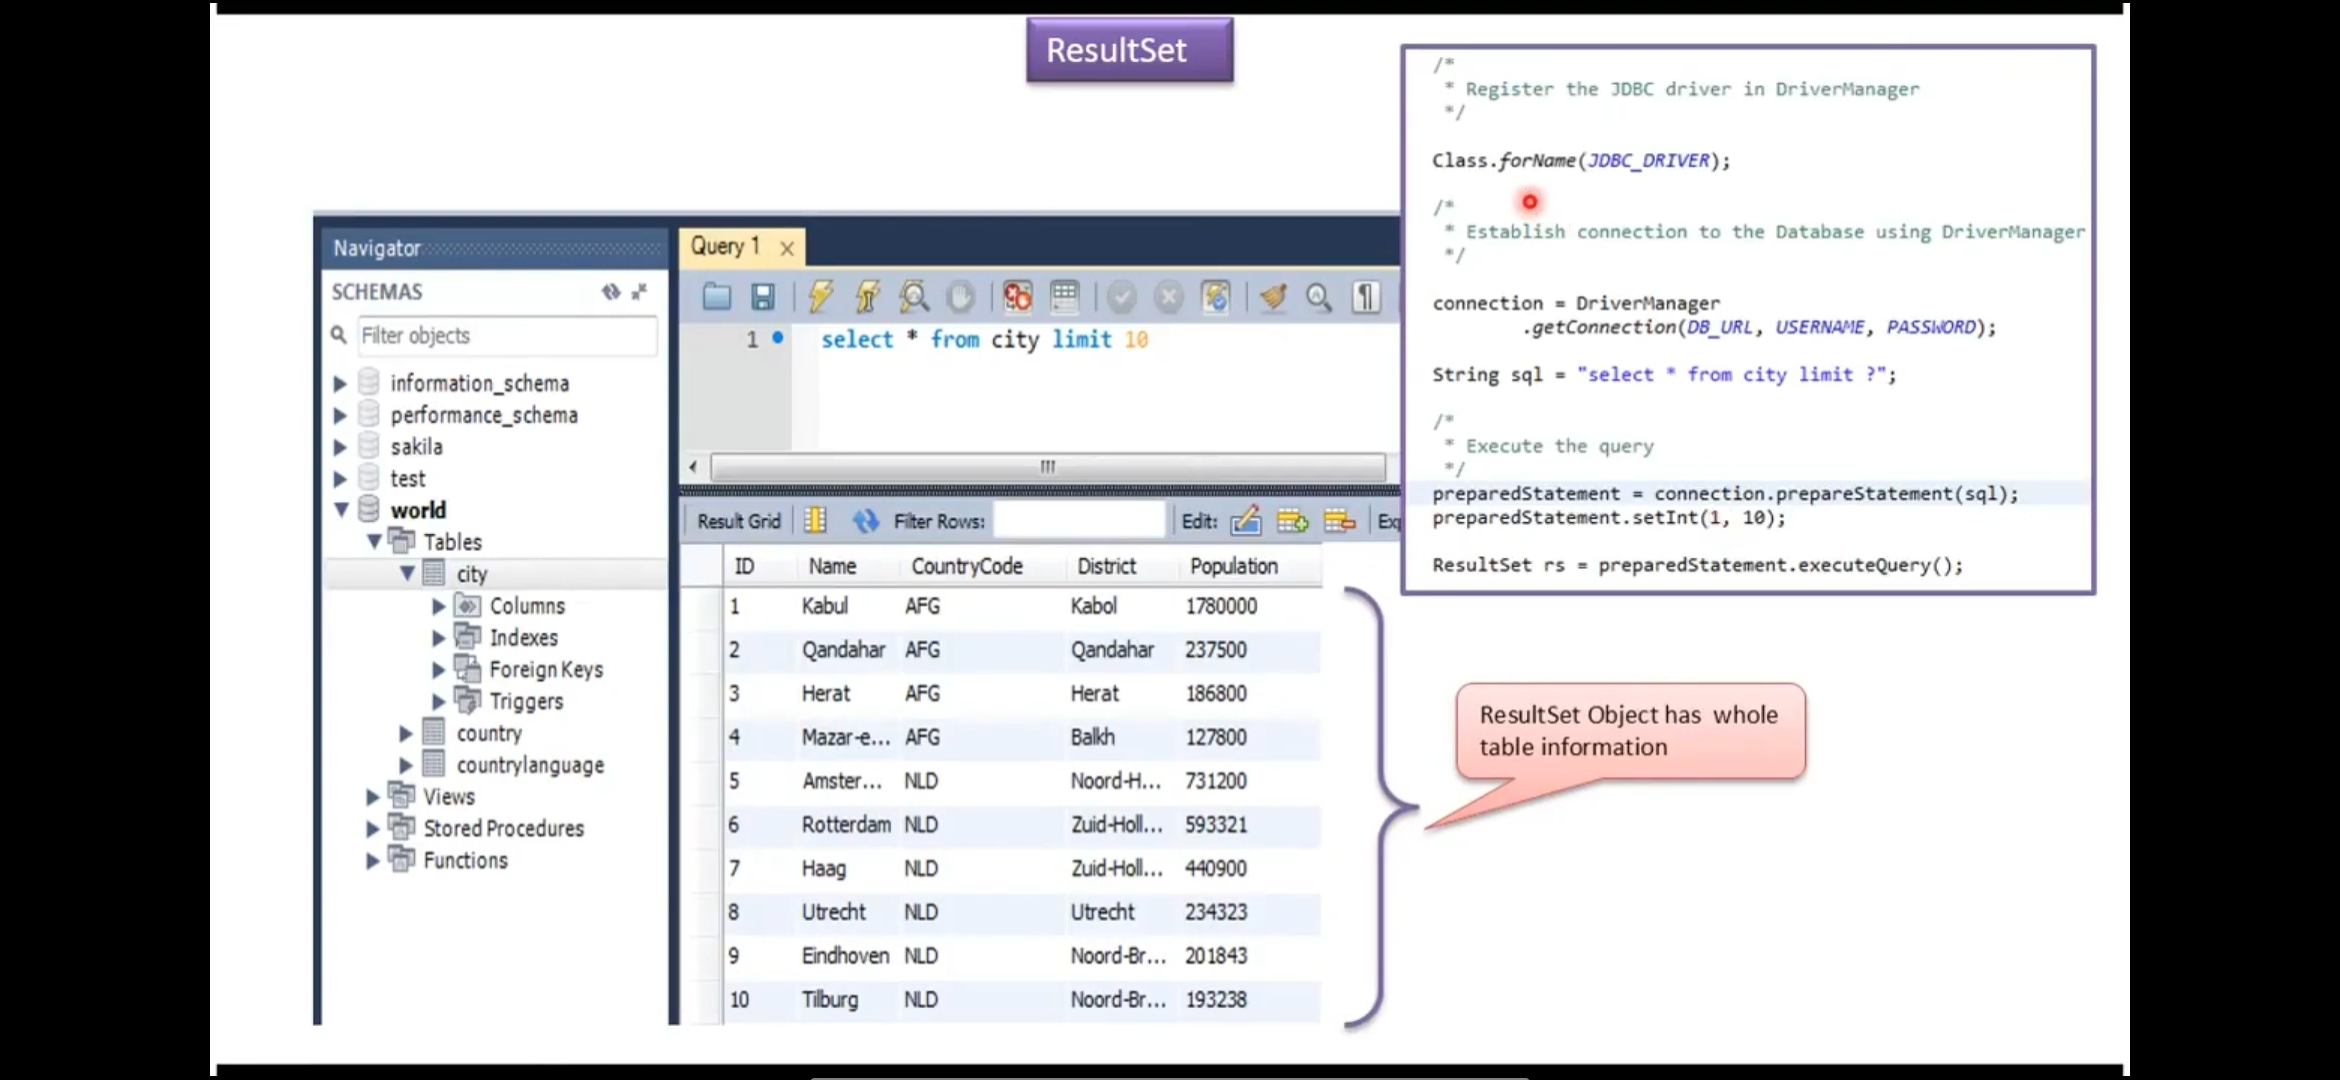 ResultSet
Navigator
SCHEMAS
Filter objects
information_schema
performance_schema
sakila
test
world
Tables
city
Columns
Indexes
Foreign Keys
Triggers
country
countrylanguage
Views
Stored Procedures
Functions
Query 1
1 select * from city limit 10
Result Grid Filter Rows: Edit:
ID Name CountryCode District Population
1 Kabul AFG Kabol 1780000
2 Qandahar AFG Qandahar 237500
3 Herat AFG Herat 186800
4 Mazar-e... AFG Balkh 127800
5 Amster... NLD Noord-H... 731200
6 Rotterdam NLD Zuid-Holl... 593321
7 Haag NLD Zuid-Holl... 440900
8 Utrecht NLD Utrecht 234323
9 Eindhoven NLD Noord-Br... 201843
10 Tilburg NLD Noord-Br... 193238
/*
* Register the JDBC driver in DriverManager
*/
Class.forName(JDBC_DRIVER);
/*
* Establish connection to the Database using DriverManager
*/
connection = DriverManager
.getConnection(DB_URL, USERNAME, PASSWORD);
String sql = "select * from city limit ?";
/*
* Execute the query
*/
preparedStatement = connection.prepareStatement(sql);
preparedStatement.setInt(1, 10);
ResultSet rs = preparedStatement.executeQuery();
ResultSet Object has whole
table information